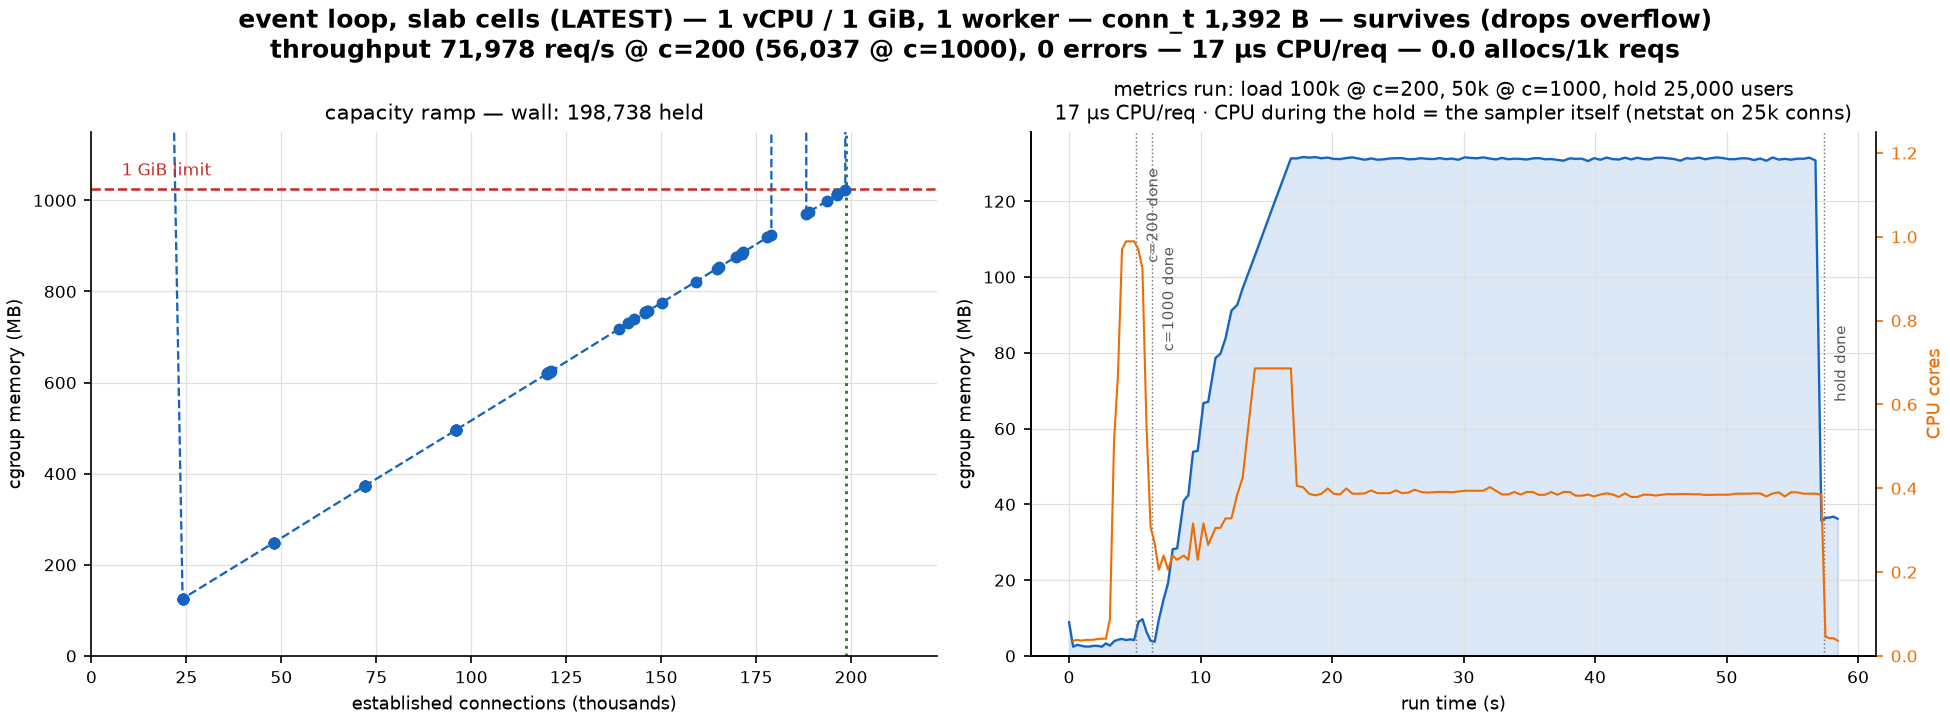 event loop, slab cells (LATEST) — 1 vCPU / 1 GiB, 1 worker — conn_t 1,392 B — survives (drops overflow)
throughput 71,978 req/s @ c=200 (56,037 @ c=1000), 0 errors — 17 µs CPU/req — 0.0 allocs/1k reqs
capacity ramp — wall: 198,738 held
1 GiB limit
cgroup memory (MB)
1000
800
600
400
200
0
0 25 50 75 100 125 150 175 200
established connections (thousands)
metrics run: load 100k @ c=200, 50k @ c=1000, hold 25,000 users
17 µs CPU/req · CPU during the hold = the sampler itself (netstat on 25k conns)
cgroup memory (MB)
120
100
80
60
40
20
0
c=200 done
c=1000 done
hold done
1.2
1.0
0.8
0.6
0.4
0.2
0.0
CPU cores
0 10 20 30 40 50 60
run time (s)